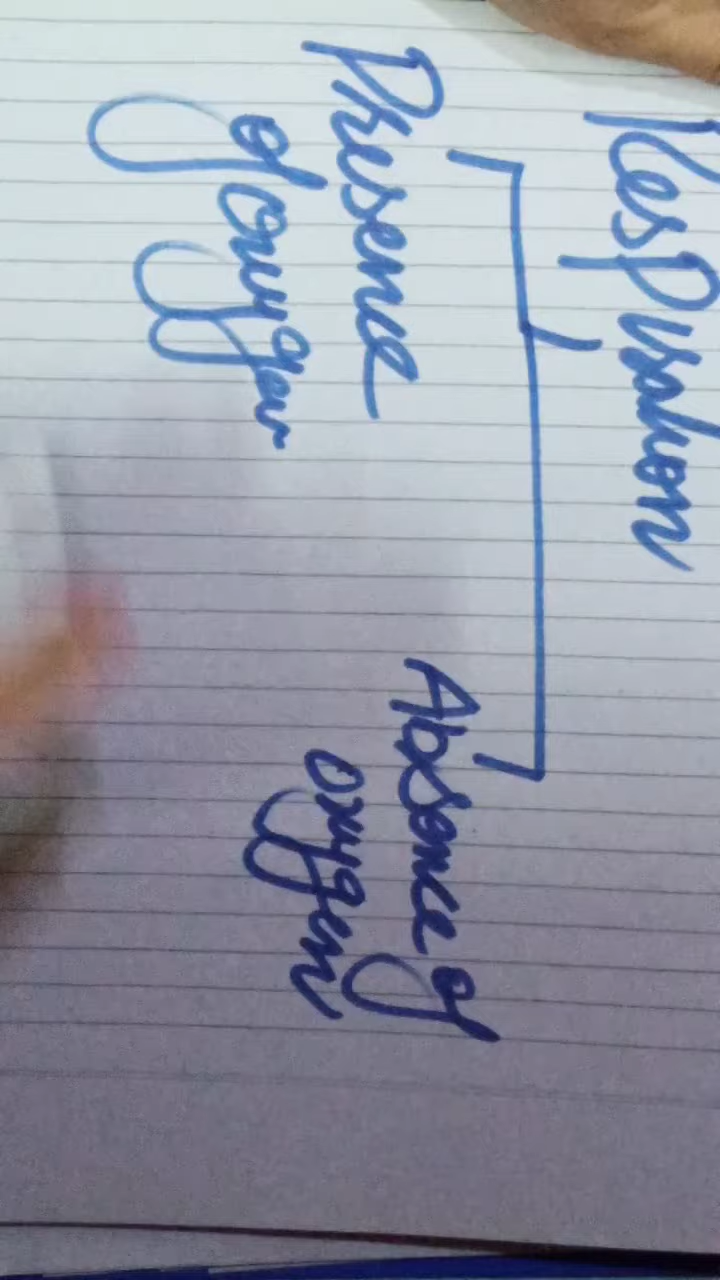 Respiration
Presence
of oxygen
Absence of
oxygen